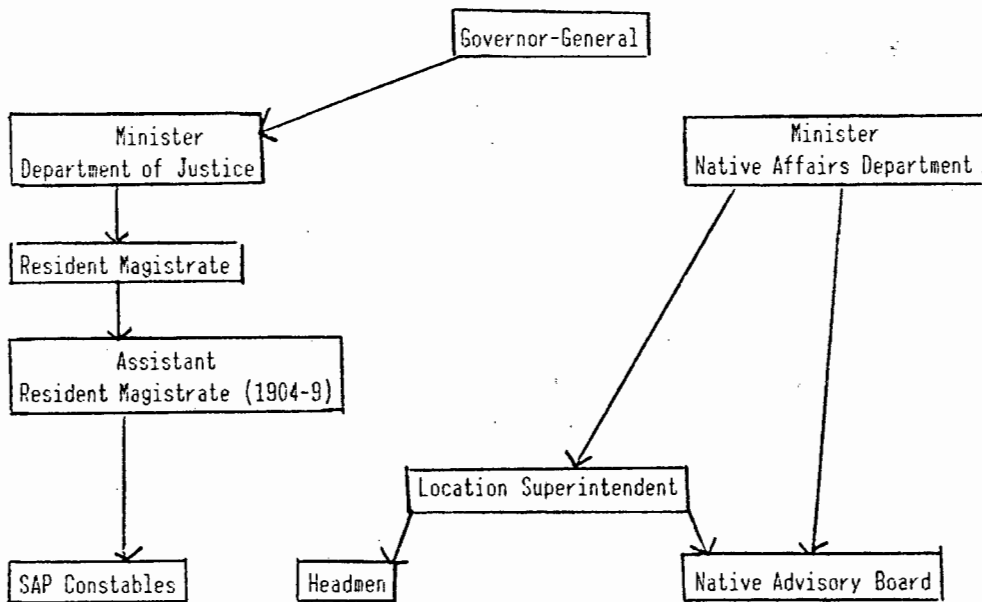 Governor-General
Minister
Department of Justice
Minister
Native Affairs Department
Resident Magistrate
Assistant
Resident Magistrate (1904-9)
Location Superintendent
SAP Constables
Headmen
Native Advisory Board